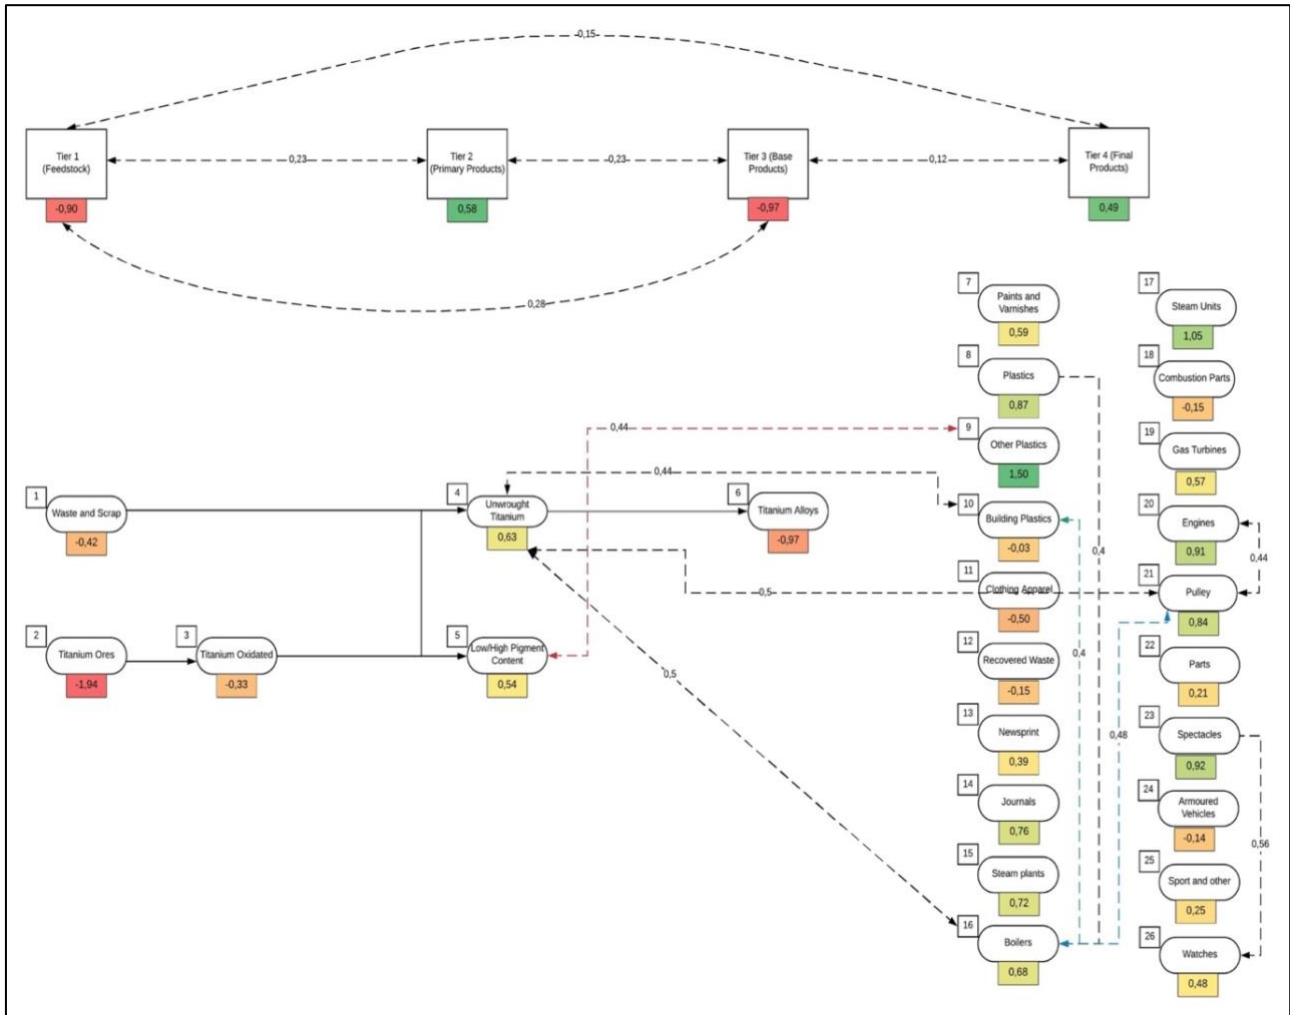 0,15
Tier 1
(Feedstock)
-0,90
0,23
Tier 2
(Primary Products)
0,58
-0,23
Tier 3 (Base
Products)
-0,97
0,12
Tier 4 (Final
Products)
0,49
0,28
1
Waste and Scrap
-0,42
2
Titanium Ores
-1,94
3
Titanium Oxidated
-0,33
4
Unwrought
Titanium
0,63
5
Low/High Pigment
Content
0,54
6
Titanium Alloys
-0,97
0,44
0,44
0,5
0,5
7
Paints and
Varnishes
0,59
8
Plastics
0,87
9
Other Plastics
1,50
10
Building Plastics
-0,03
11
Clothing Apparel
-0,50
12
Recovered Waste
-0,15
13
Newsprint
0,39
14
Journals
0,76
15
Steam plants
0,72
16
Boilers
0,68
0,4
0,4
0,48
17
Steam Units
1,05
18
Combustion Parts
-0,15
19
Gas Turbines
0,57
20
Engines
0,91
0,44
21
Pulley
0,84
22
Parts
0,21
23
Spectacles
0,92
24
Armoured
Vehicles
-0,14
0,56
25
Sport and other
0,25
26
Watches
0,48